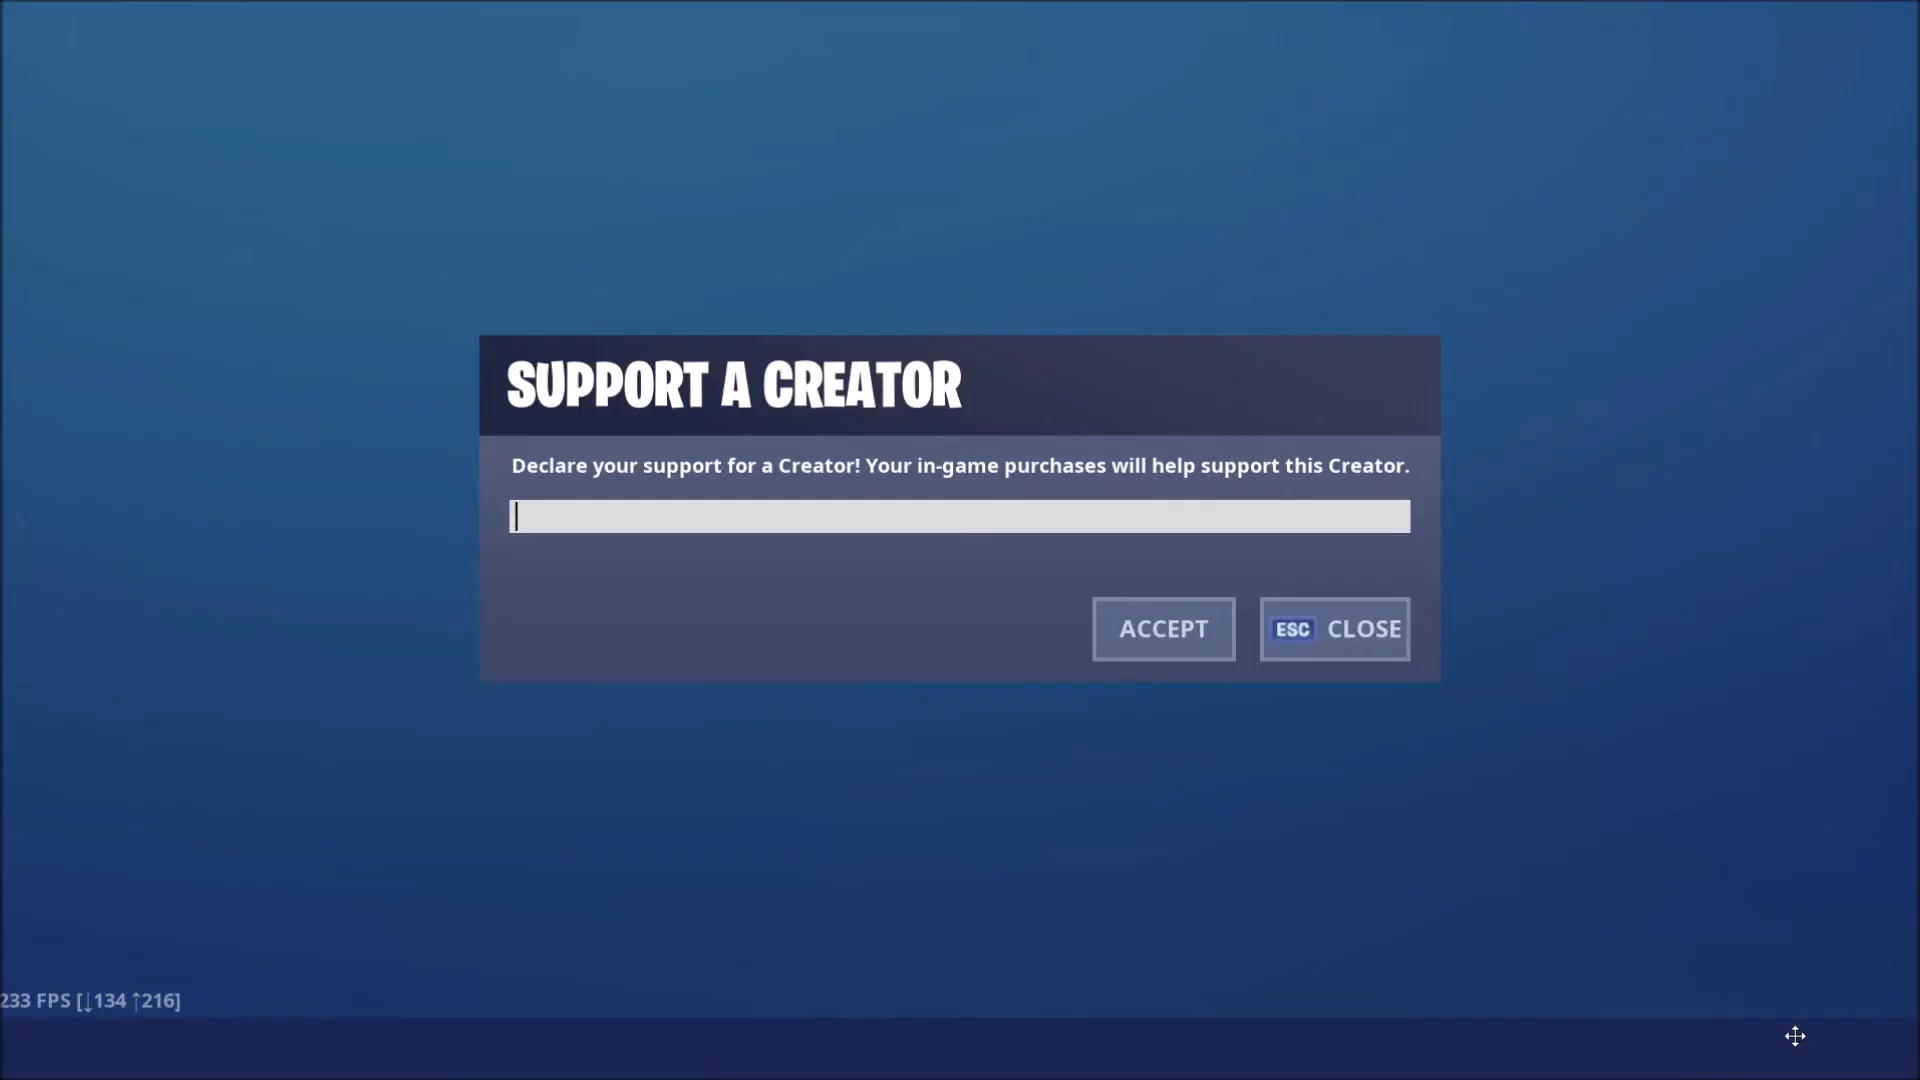 SUPPORT A CREATOR
Declare your support for a Creator! Your in-game purchases will help support this Creator.
ACCEPT
ESC CLOSE
233 FPS [↓134 ↑216]